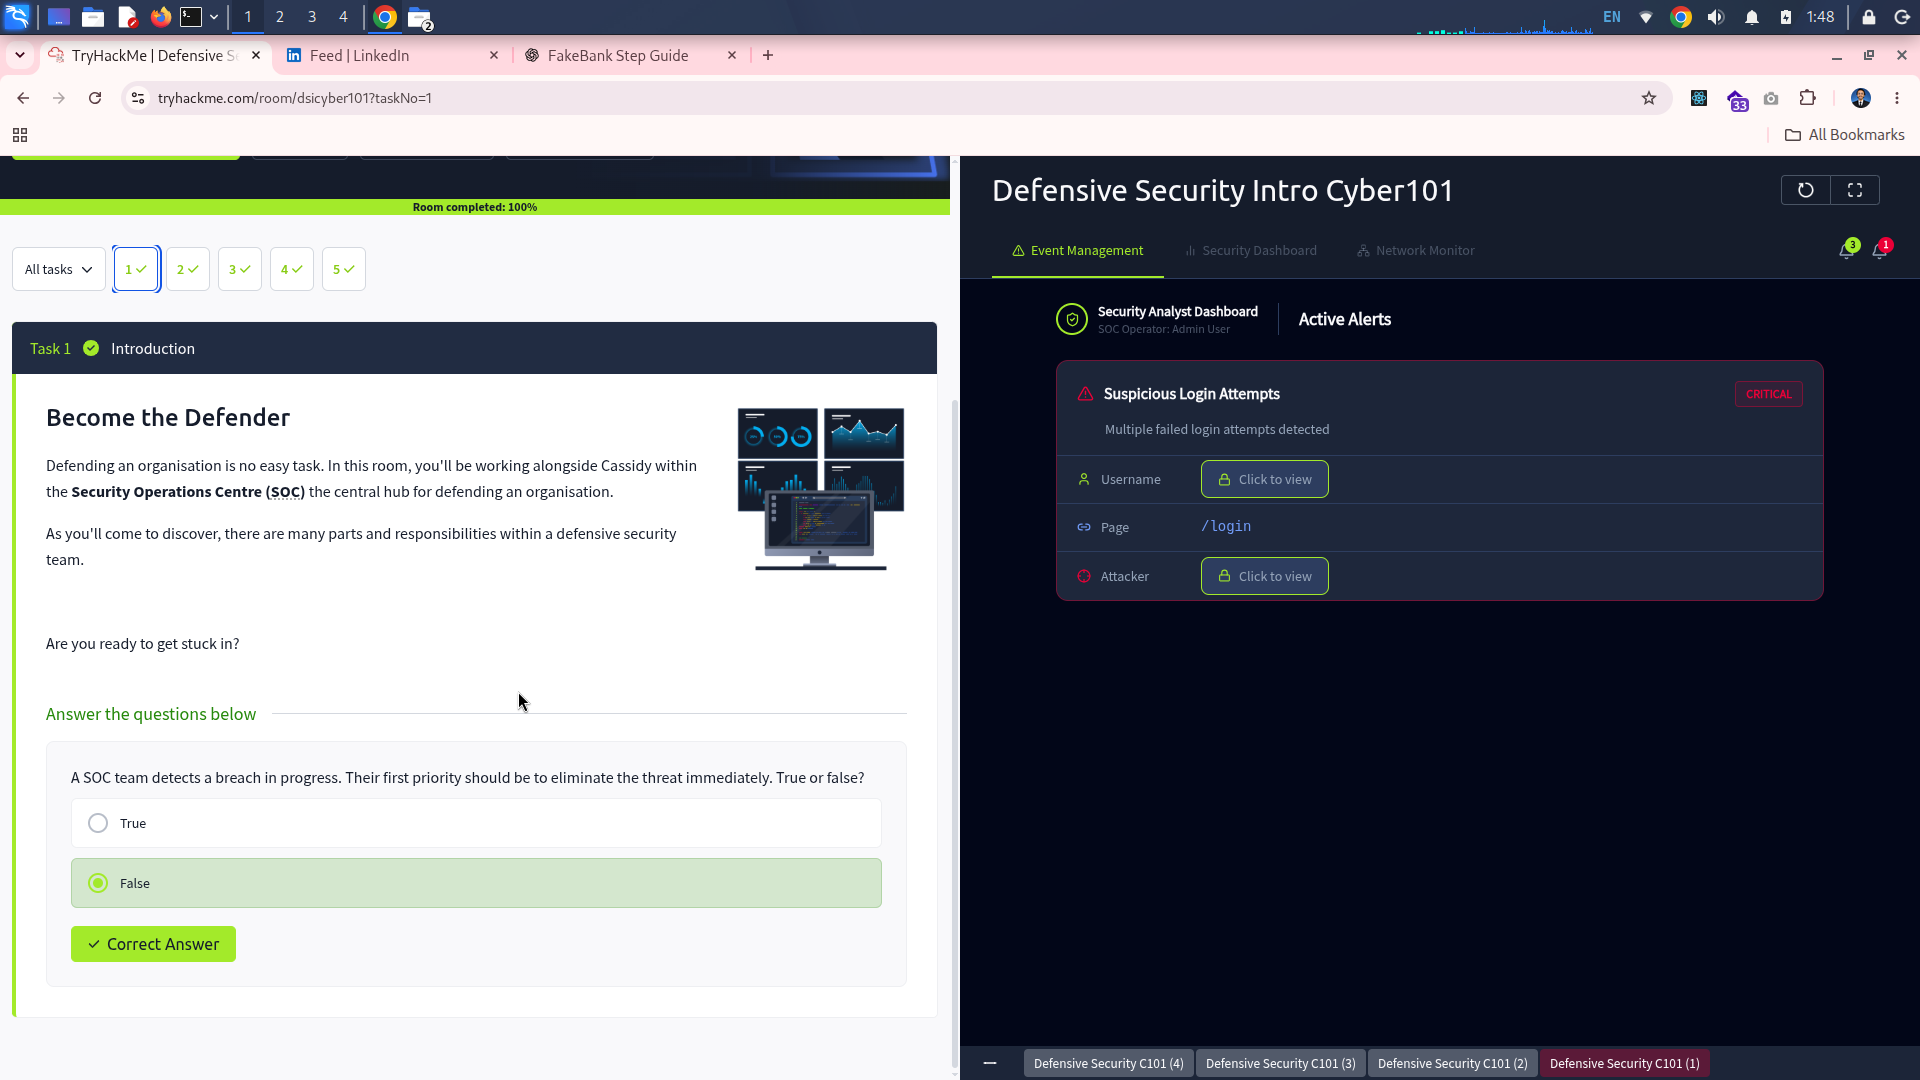 1
2
3
4
2
EN
1:48
TryHackMe | Defensive S
Feed | LinkedIn
FakeBank Step Guide
tryhackme.com/room/dsicyber101?taskNo=1
33
All Bookmarks
Room completed: 100%
All tasks
1
2
3
4
5
Task 1
Introduction
Become the Defender
Defending an organisation is no easy task. In this room, you'll be working alongside Cassidy within
the Security Operations Centre (SOC) the central hub for defending an organisation.
As you'll come to discover, there are many parts and responsibilities within a defensive security
team.
Are you ready to get stuck in?
Answer the questions below
A SOC team detects a breach in progress. Their first priority should be to eliminate the threat immediately. True or false?
True
False
Correct Answer
Defensive Security Intro Cyber101
Event Management
Security Dashboard
Network Monitor
3
1
Security Analyst Dashboard
SOC Operator: Admin User
Active Alerts
Suspicious Login Attempts
CRITICAL
Multiple failed login attempts detected
Username
Click to view
Page
/login
Attacker
Click to view
Defensive Security C101 (4)
Defensive Security C101 (3)
Defensive Security C101 (2)
Defensive Security C101 (1)